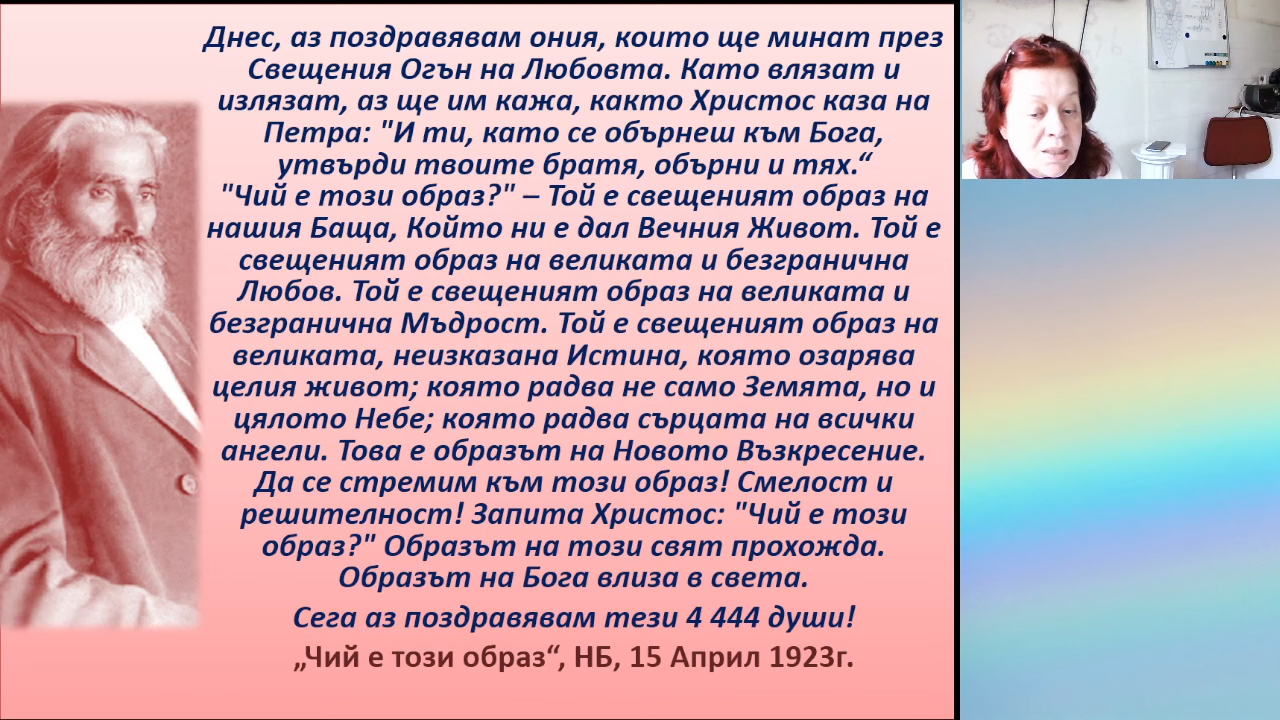 Днес, аз поздравявам ония, които ще минат през
Свещения Огън на Любовта. Като влязат и
излязат, аз ще им кажа, както Христос каза на
Петра: "И ти, като се обърнеш към Бога,
утвърди твоите братя, обърни и тях.“
"Чий е този образ?" – Той е свещеният образ на
нашия Баща, Който ни е дал Вечния Живот. Той е
свещеният образ на великата и безгранична
Любов. Той е свещеният образ на великата и
безгранична Мъдрост. Той е свещеният образ на
великата, неизказана Истина, която озарява
целия живот; която радва не само Земята, но и
цялото Небе; която радва сърцата на всички
ангели. Това е образът на Новото Възкресение.
Да се стремим към този образ! Смелост и
решителност! Запита Христос: "Чий е този
образ?" Образът на този свят прохожда.
Образът на Бога влиза в света.
Сега аз поздравявам тези 4 444 души!
„Чий е този образ“, НБ, 15 Април 1923г.